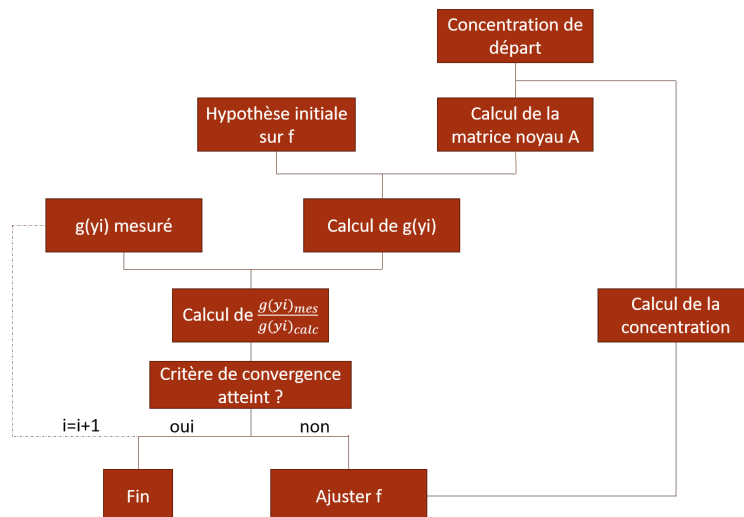 Concentration de
départ
Hypothèse initiale
sur f
Calcul de la
matrice noyau A
g(yi) mesuré
Calcul de g(yi)
Calcul de g(yi)mes/g(yi)calc
Calcul de la
concentration
Critère de convergence
atteint ?
i=i+1
oui
non
Fin
Ajuster f